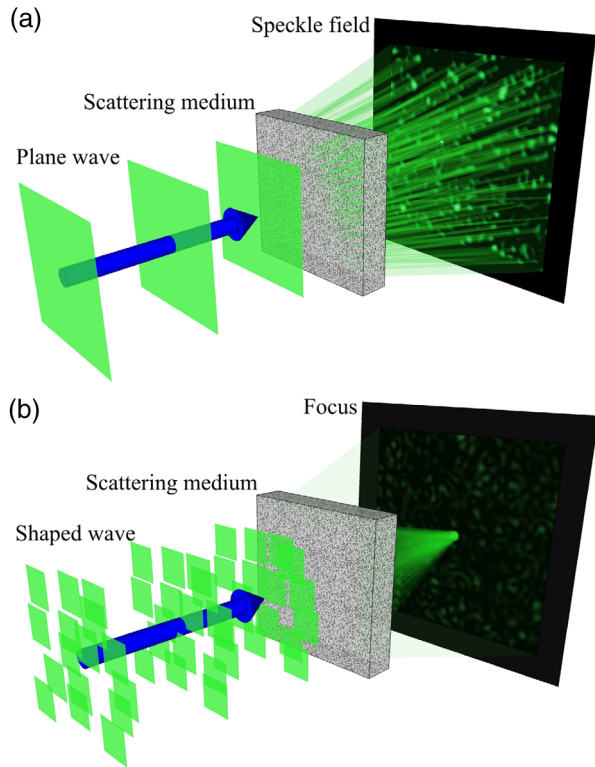 (a)
Speckle field
Scattering medium
Plane wave
(b)
Focus
Scattering medium
Shaped wave